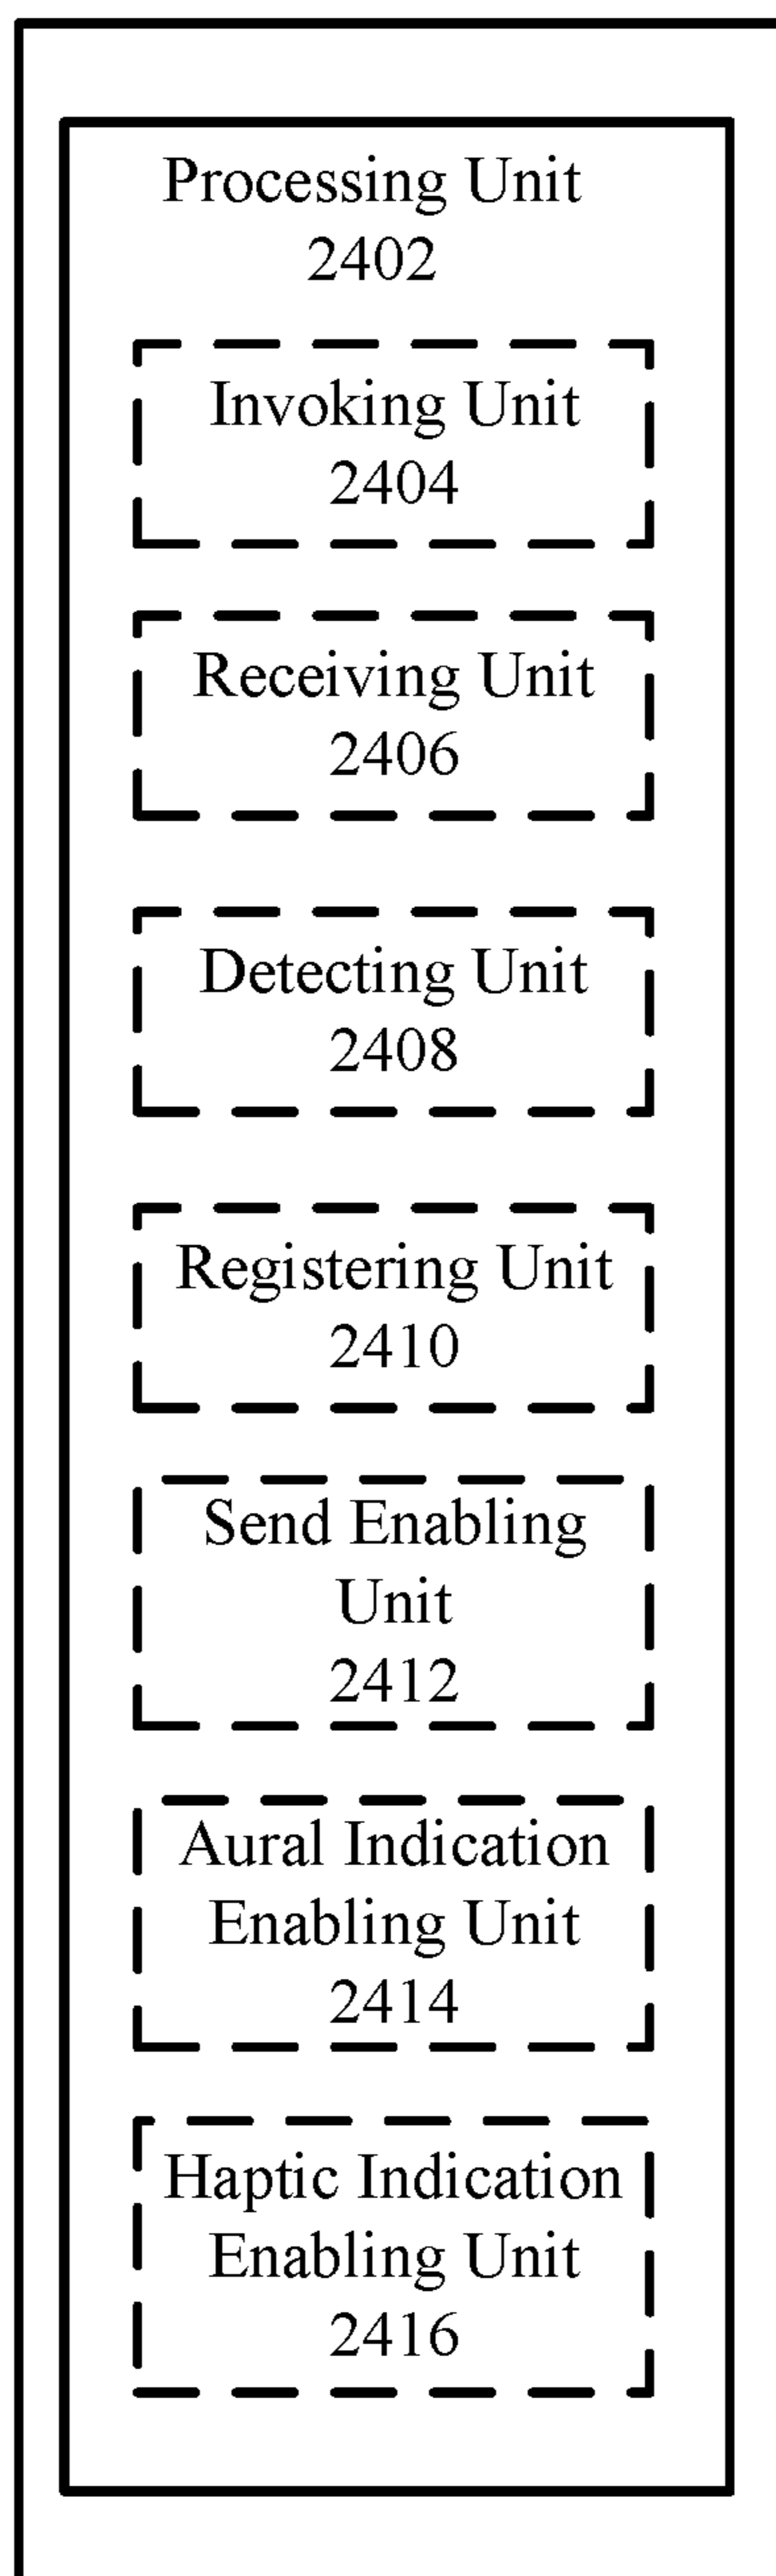 Processing Unit
2402
Invoking Unit
2404
Receiving Unit
2406
Detecting Unit
2408
Registering Unit
2410
Send Enabling
Unit
2412
Aural Indication
Enabling Unit
2414
Haptic Indication
Enabling Unit
2416